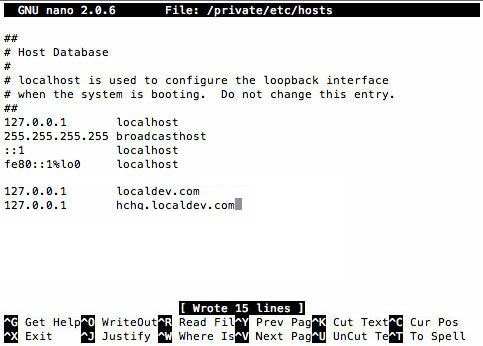 GNU nano 2.0.6 File: /private/etc/hosts
##
# Host Database
#
# localhost is used to configure the loopback interface
# when the system is booting.  Do not change this entry.
##
127.0.0.1 localhost
255.255.255.255 broadcasthost
::1 localhost
fe80::1%lo0 localhost
127.0.0.1 localdev.com
127.0.0.1 hchq.localdev.com
[ Wrote 15 lines ]
^G Get Help ^O WriteOut ^R Read Fil ^Y Prev Pag ^K Cut Text ^C Cur Pos
^X Exit ^J Justify ^W Where Is ^V Next Pag ^U UnCut Te ^T To Spell